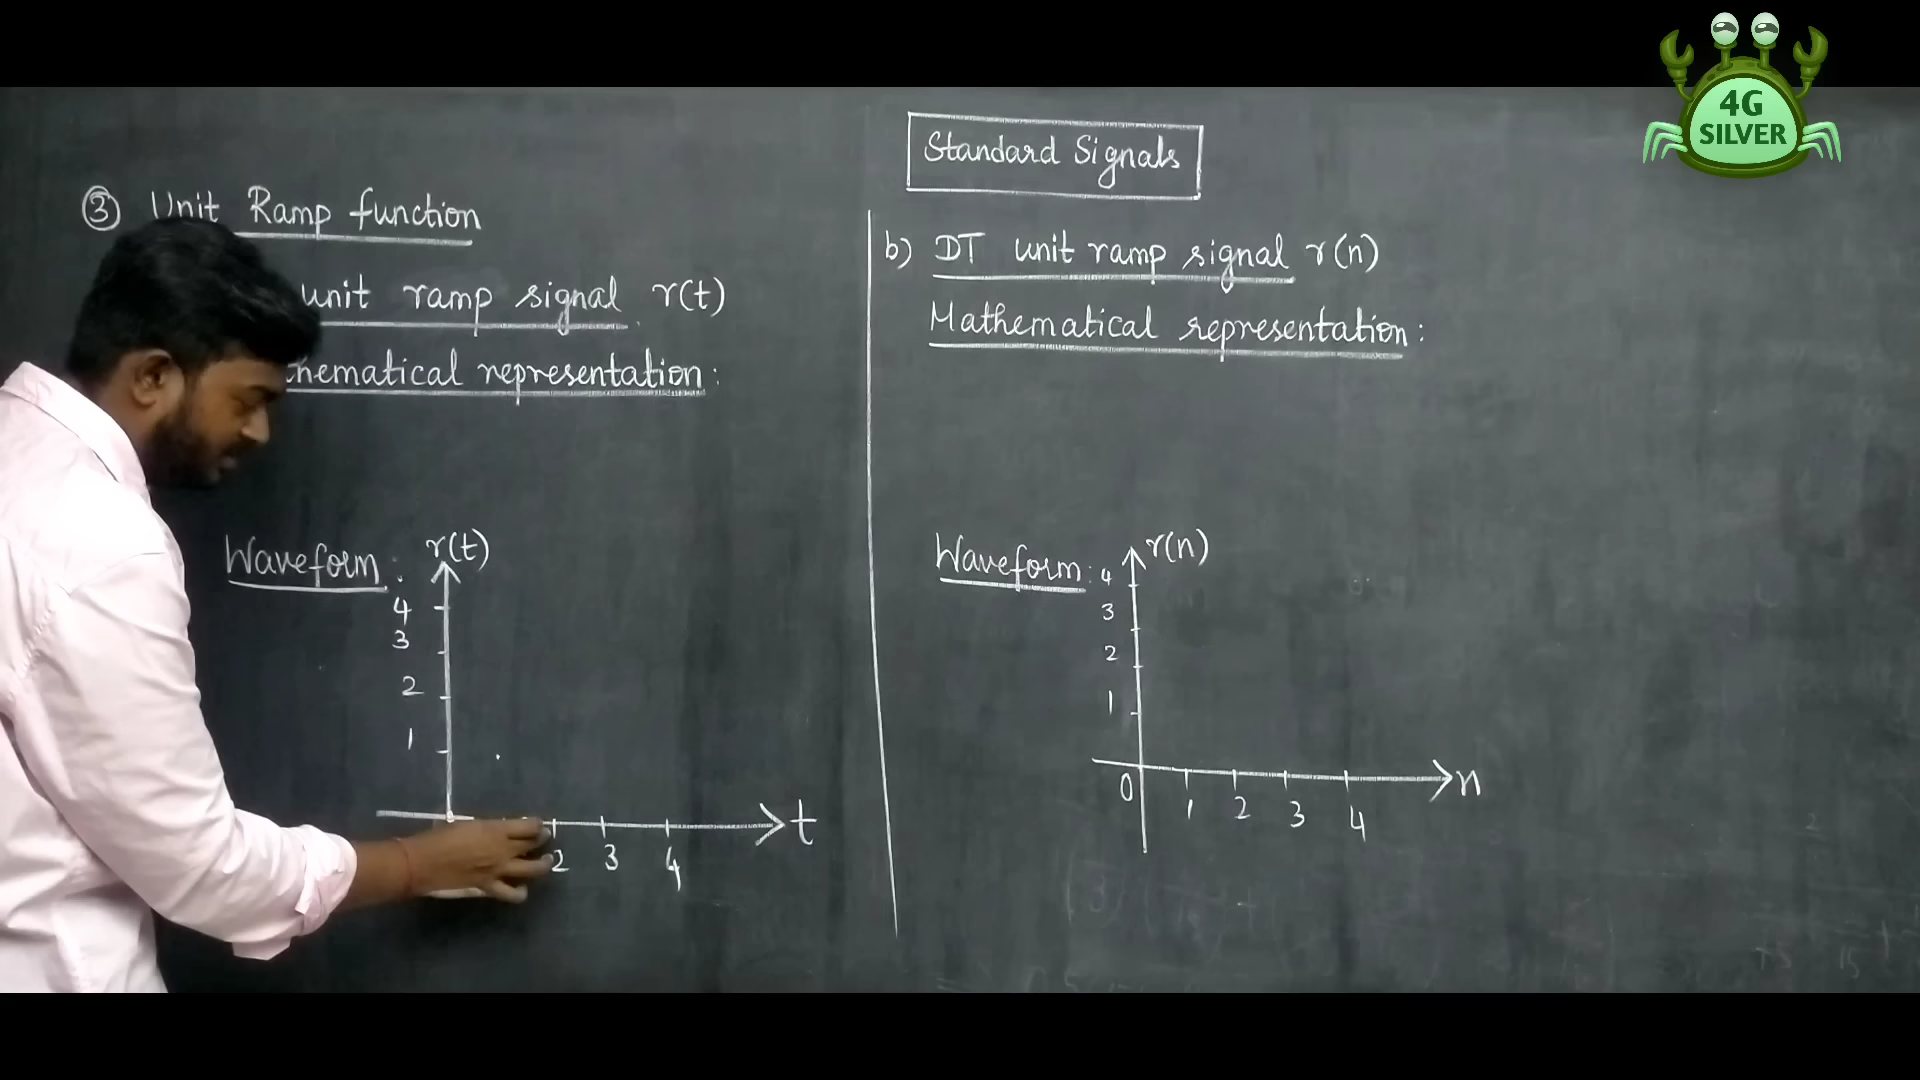 4G
SILVER
Standard Signals
③ Unit Ramp function
unit ramp signal r(t)
hematical representation:
Waveform:
r(t)
4
3
2
1
2 3 4
t
b) DT unit ramp signal r(n)
Mathematical representation:
Waveform:
r(n)
4
3
2
1
0 1 2 3 4
n